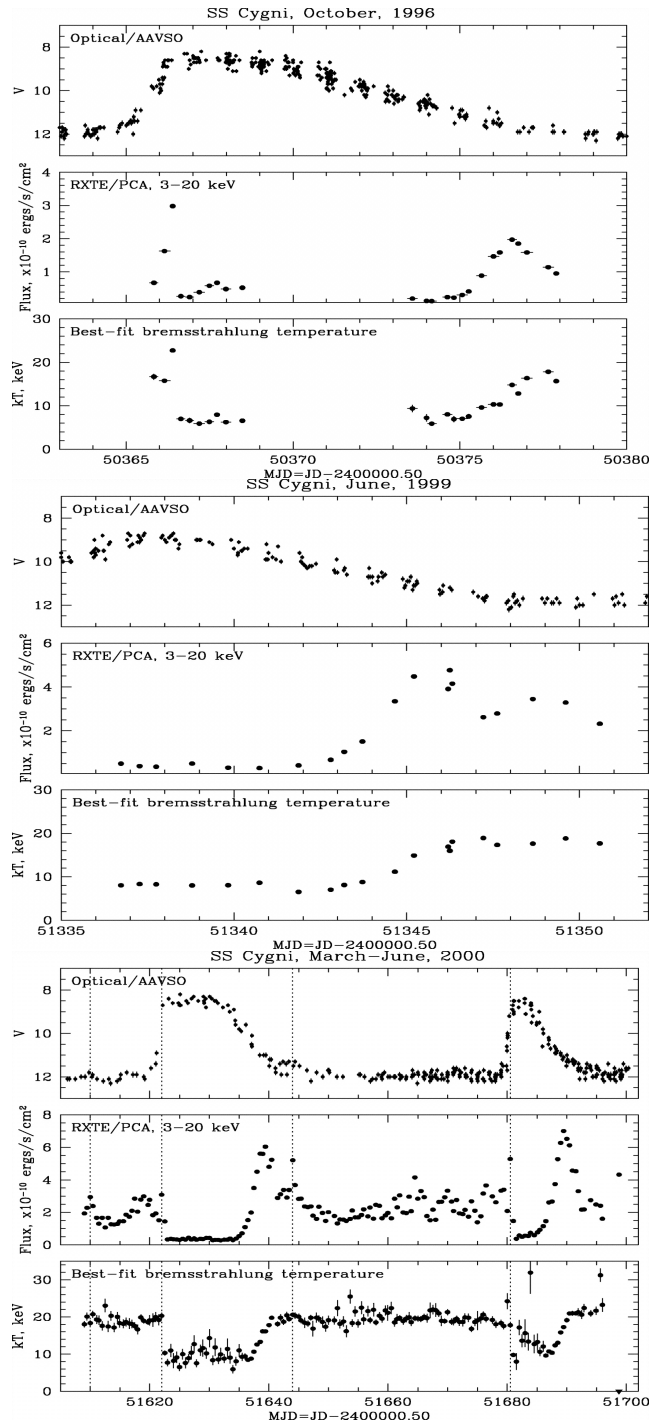 SS Cygni, October, 1996
Optical/AAVSO
V
8
10
12
RXTE/PCA, 3−20 keV
Flux, x10⁻¹⁰ ergs/s/cm²
4
3
2
1
Best−fit bremsstrahlung temperature
kT, keV
30
20
10
0
50365 50370 50375 50380
MJD=JD−2400000.50
SS Cygni, June, 1999
Optical/AAVSO
V
8
10
12
RXTE/PCA, 3−20 keV
Flux, x10⁻¹⁰ ergs/s/cm²
6
4
2
Best−fit bremsstrahlung temperature
kT, keV
30
20
10
0
51335 51340 51345 51350
MJD=JD−2400000.50
SS Cygni, March−June, 2000
Optical/AAVSO
V
8
10
12
RXTE/PCA, 3−20 keV
Flux, x10⁻¹⁰ ergs/s/cm²
8
6
4
2
0
Best−fit bremsstrahlung temperature
kT, keV
30
20
10
0
51620 51640 51660 51680 51700
MJD=JD−2400000.50